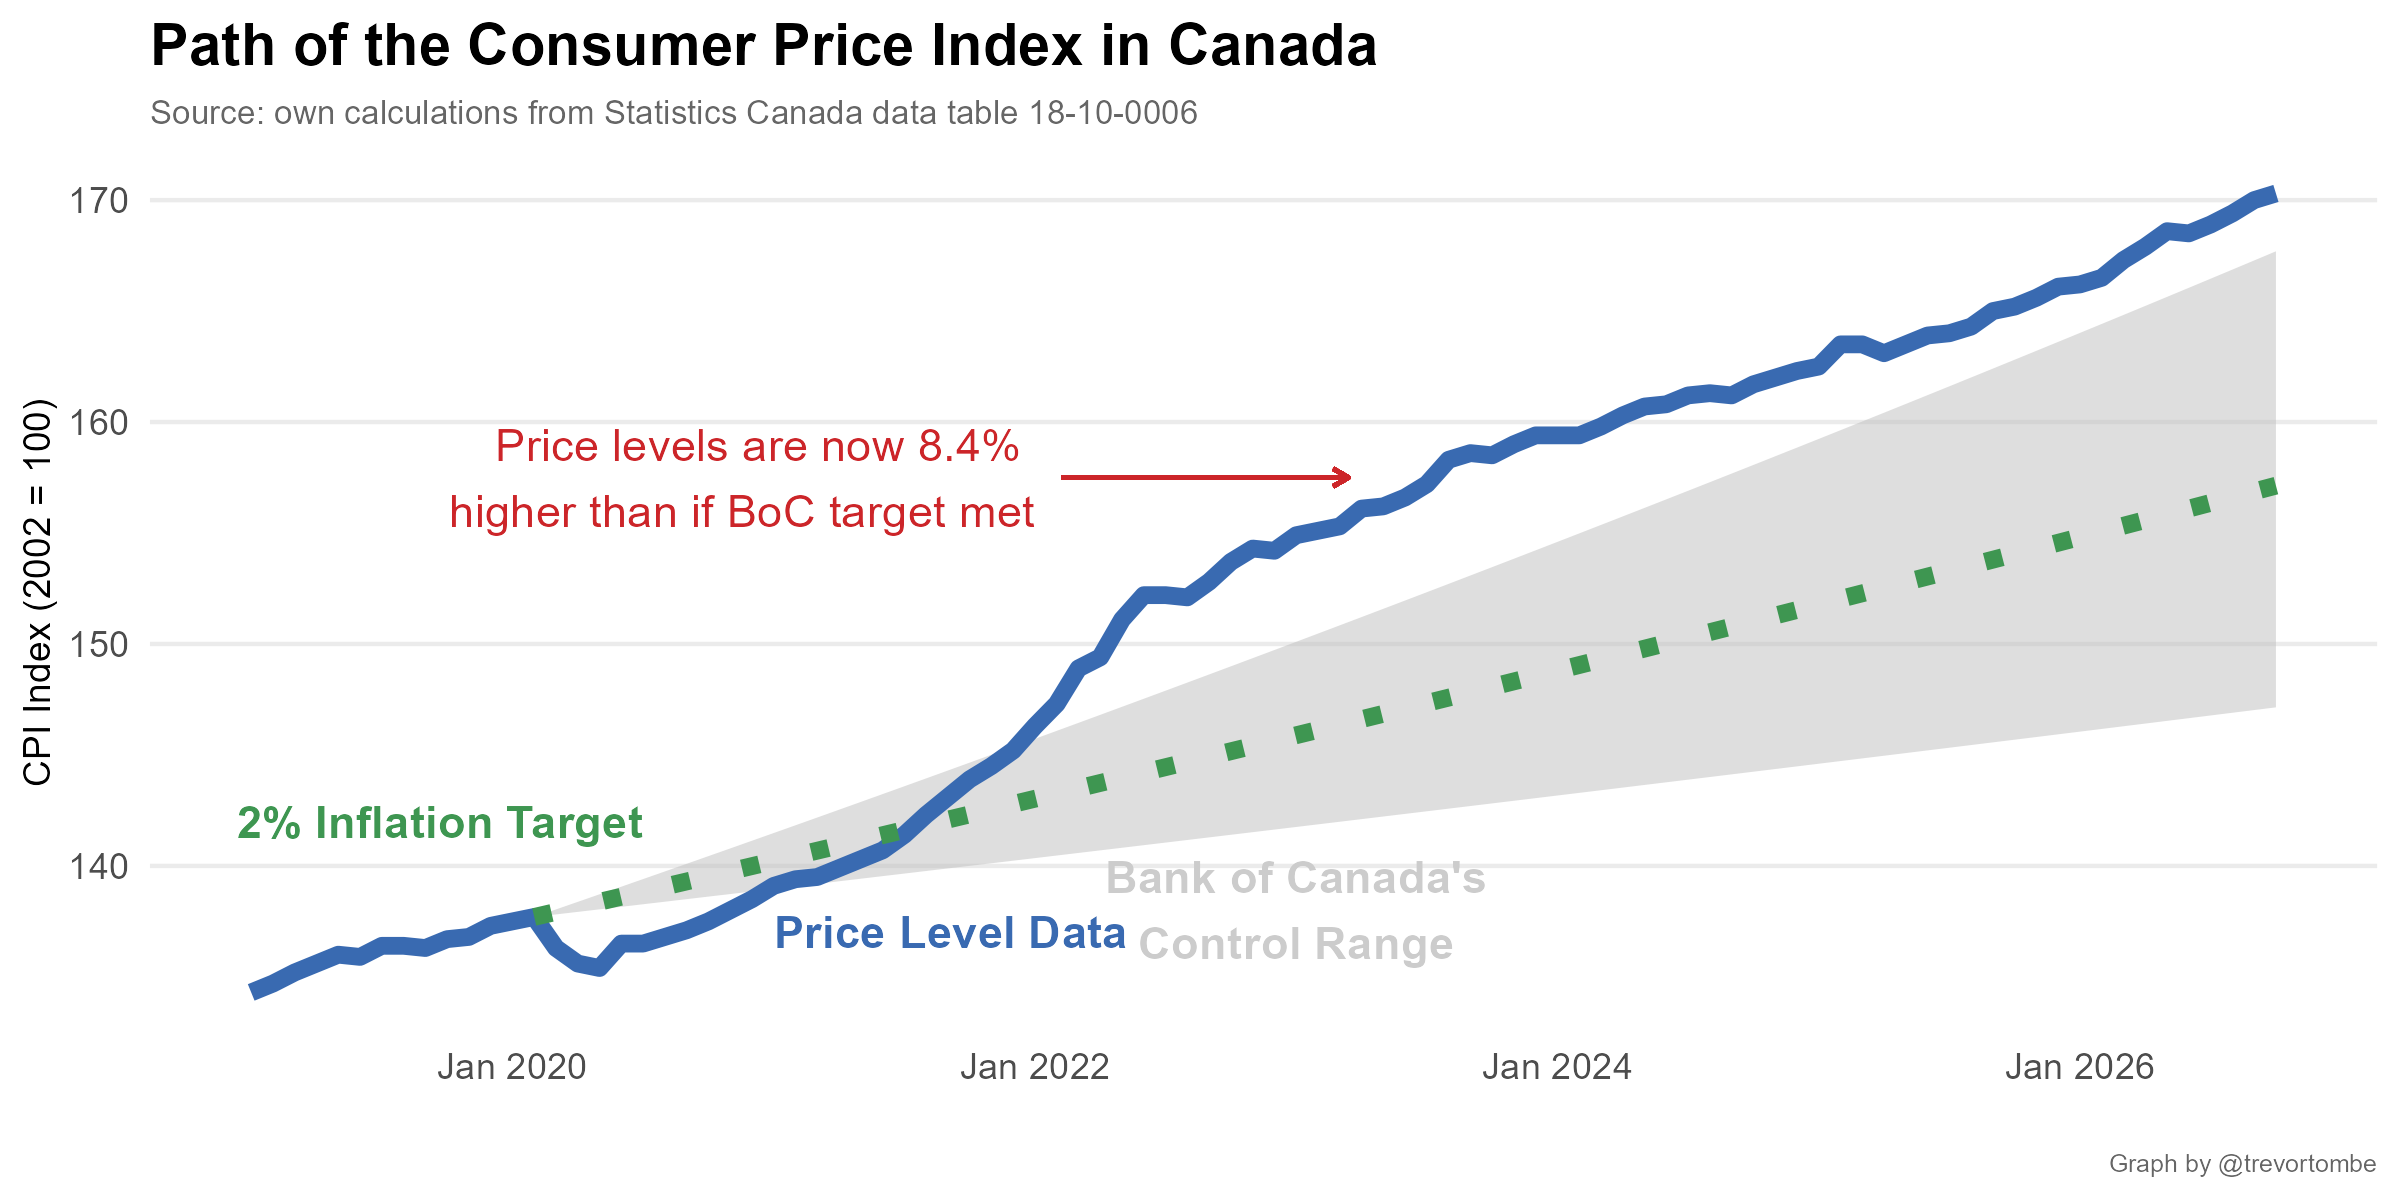 Path of the Consumer Price Index in Canada
Source: own calculations from Statistics Canada data table 18-10-0006
CPI Index (2002 = 100)
170
160
150
140
Price levels are now 8.4%
higher than if BoC target met
2% Inflation Target
Price Level Data
Bank of Canada's
Control Range
Jan 2020
Jan 2022
Jan 2024
Jan 2026
Graph by @trevortombe